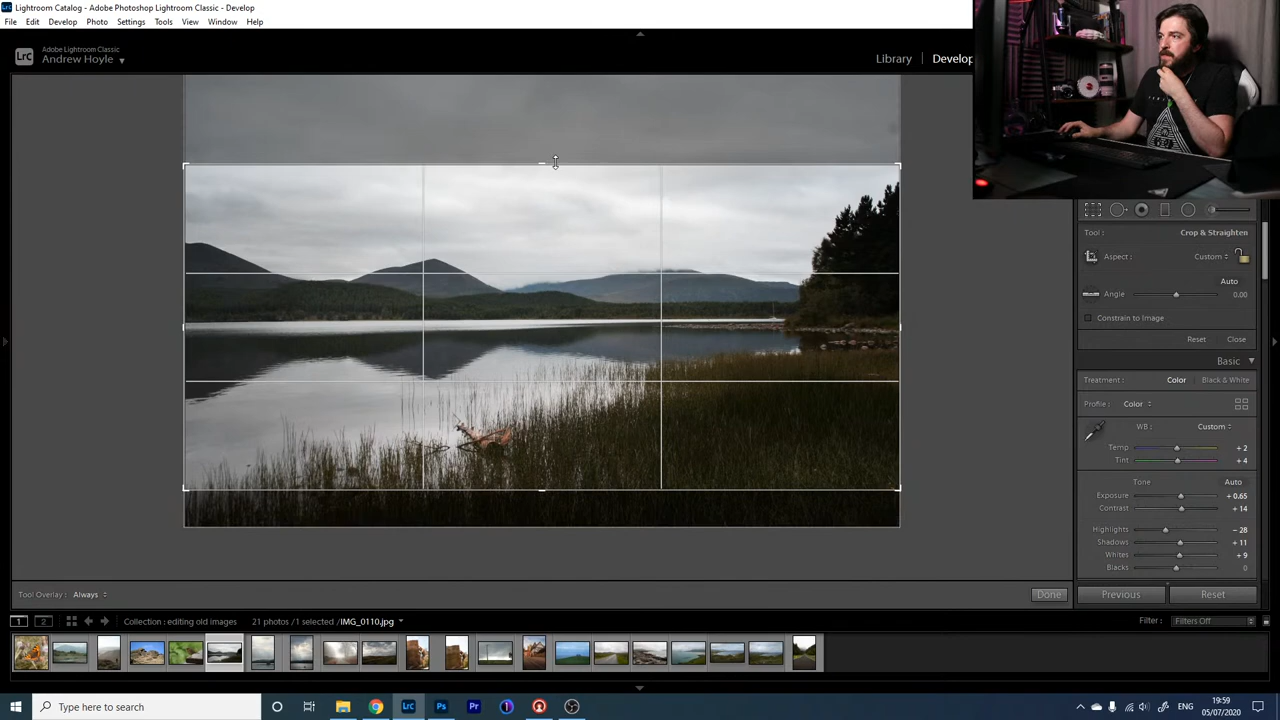 Lightroom Catalog - Adobe Photoshop Lightroom Classic - Develop
File Edit Develop Photo Settings Tools View Window Help
Lrc
Adobe Lightroom Classic
Andrew Hoyle
Library | Develop
Tool : Crop & Straighten
Aspect : Custom
Auto
Angle 0.00
Constrain to Image
Reset Close
Basic
Treatment : Color Black & White
Profile : Color
WB : Custom
Temp + 2
Tint + 4
Tone Auto
Exposure + 0.65
Contrast + 14
Highlights − 28
Shadows + 11
Whites + 9
Blacks 0
Tool Overlay : Always Done
Previous Reset
1 2 Collection : editing old images 21 photos / 1 selected / IMG_0110.jpg Filter : Filters Off
Type here to search
Lrc Ps Pr
ENG
19:59
05/07/2020